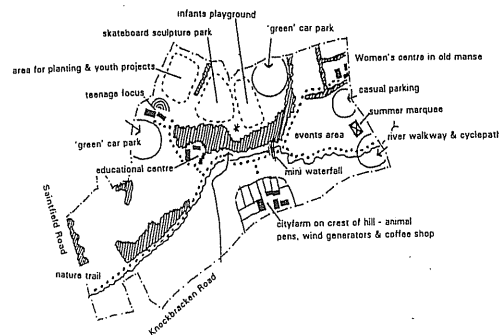 infants playground
skateboard sculpture park
'green' car park
area for planting & youth projects
Women's centre in old manse
teenage focus
casual parking
summer marquee
'green' car park
events area
river walkway & cyclepath
educational centre
mini waterfall
Saintfield Road
cityfarm on crest of hill - animal
pens, wind generators & coffee shop
nature trail
Knockbracken Road